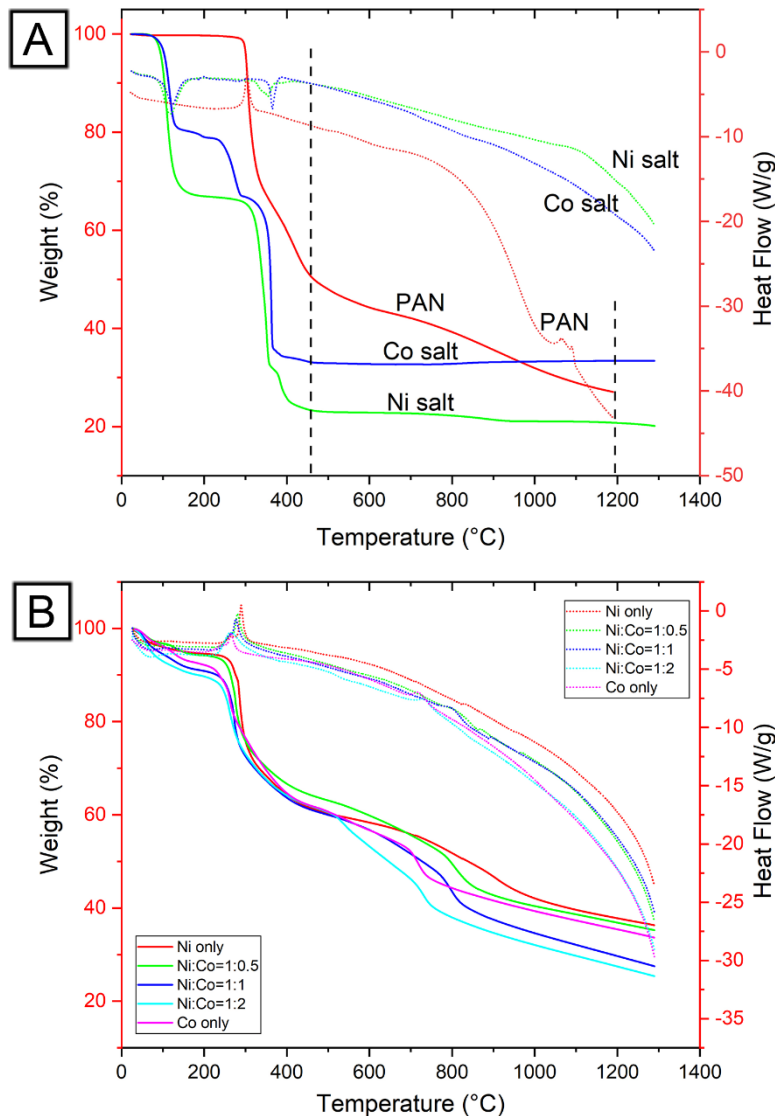 A
100
80
60
40
20
Weight (%)
0
-10
-20
-30
-40
-50
Heat Flow (W/g)
Ni salt
Co salt
PAN
PAN
Co salt
Ni salt
0 200 400 600 800 1000 1200 1400
Temperature (°C)
B
100
80
60
40
20
Weight (%)
0
-5
-10
-15
-20
-25
-30
-35
Heat Flow (W/g)
Ni only
Ni:Co=1:0.5
Ni:Co=1:1
Ni:Co=1:2
Co only
Ni only
Ni:Co=1:0.5
Ni:Co=1:1
Ni:Co=1:2
Co only
0 200 400 600 800 1000 1200 1400
Temperature (°C)